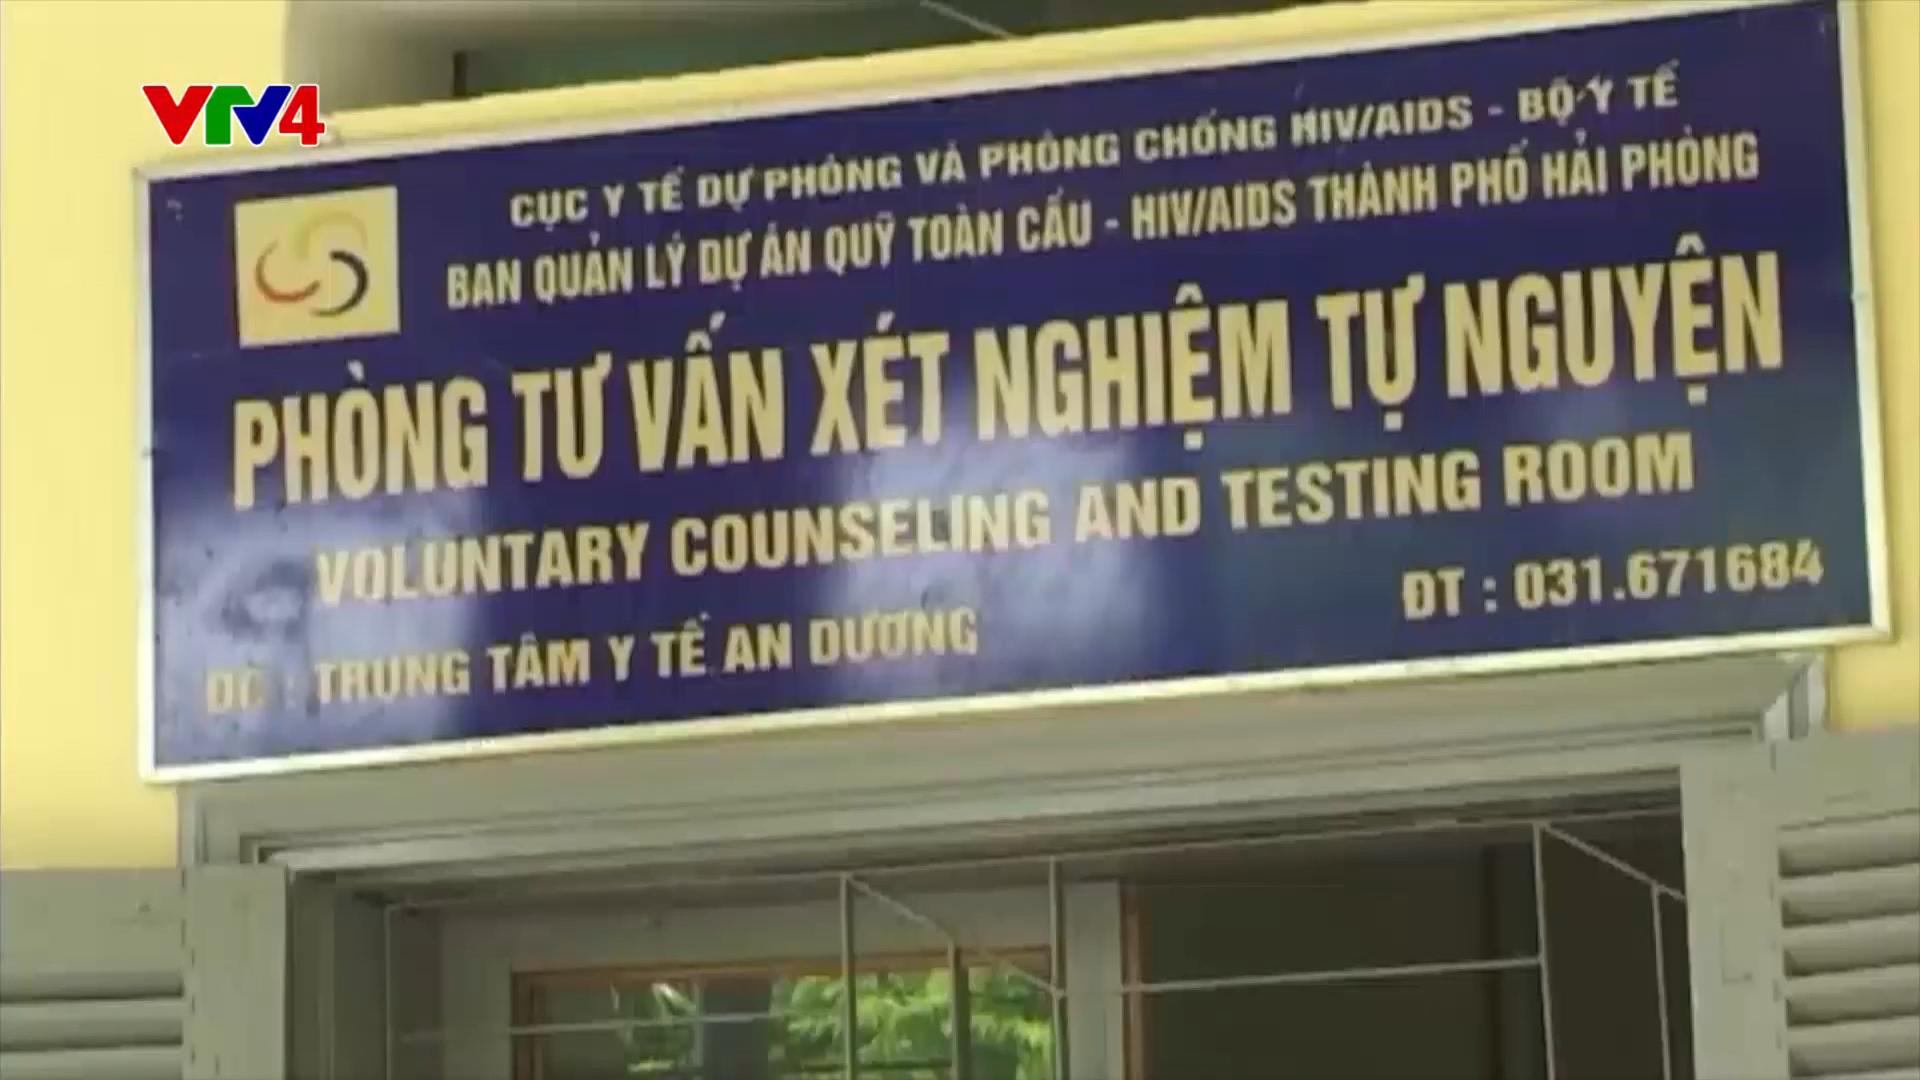 VTV4
CỤC Y TẾ DỰ PHÒNG VÀ PHÒNG CHỐNG HIV/AIDS - BỘ Y TẾ
BAN QUẢN LÝ DỰ ÁN QUỸ TOÀN CẦU - HIV/AIDS THÀNH PHỐ HẢI PHÒNG
PHÒNG TƯ VẤN XÉT NGHIỆM TỰ NGUYỆN
VOLUNTARY COUNSELING AND TESTING ROOM
ĐC : TRUNG TÂM Y TẾ AN DƯƠNG
ĐT : 031.671684